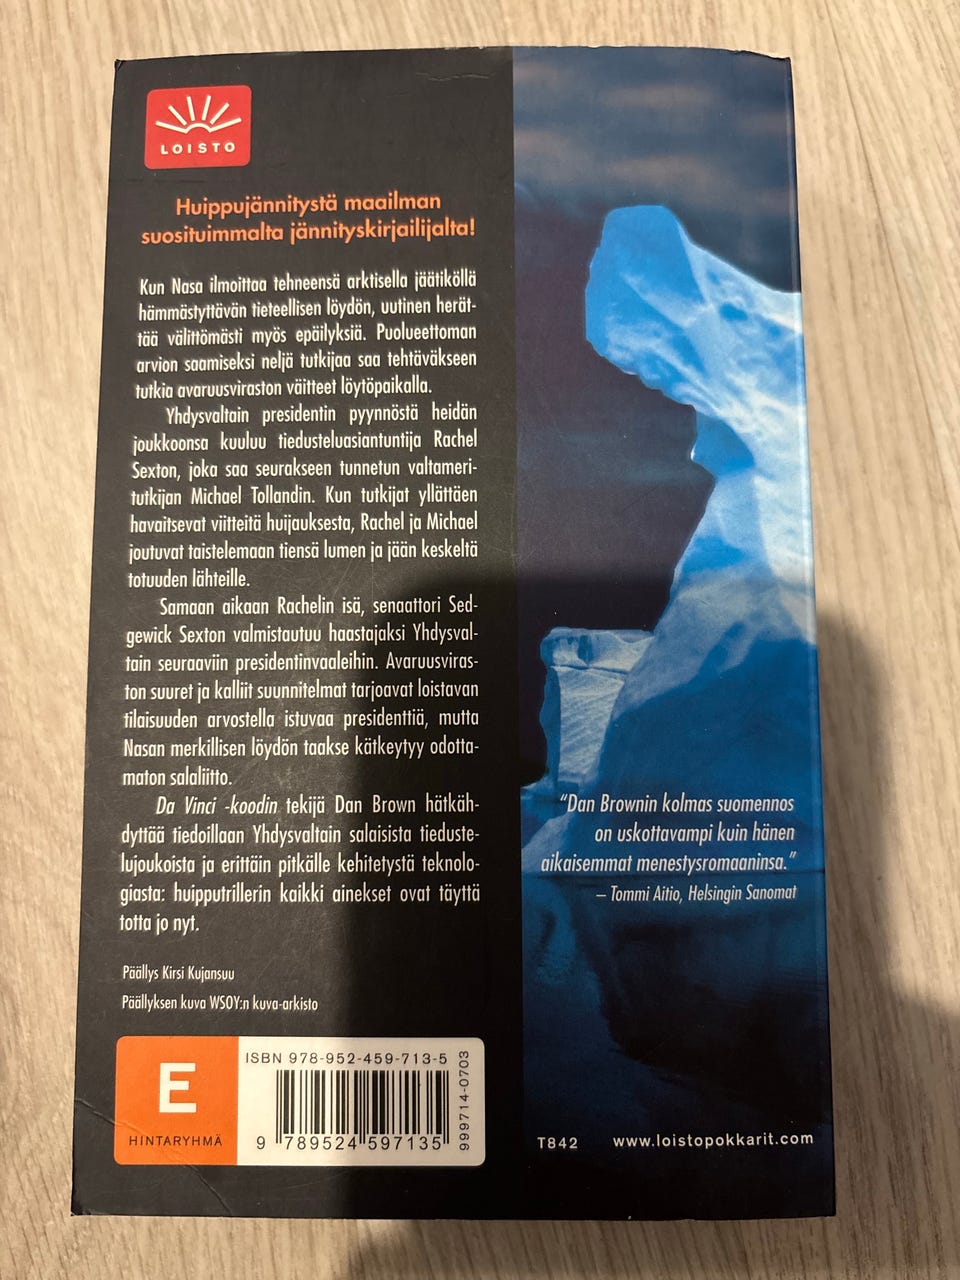 LOISTO
Huippujännitystä maailman
suosituimmalta jännityskirjailijalta!
Kun Nasa ilmoittaa tehneensä arktisella jäätiköllä
hämmästyttävän tieteellisen löydön, uutinen herät-
tää välittömästi myös epäilyksiä. Puolueettoman
arvion saamiseksi neljä tutkijaa saa tehtäväkseen
tutkia avaruusviraston väitteet löytöpaikalla.
Yhdysvaltain presidentin pyynnöstä heidän
joukkoonsa kuuluu tiedusteluasiantuntija Rachel
Sexton, joka saa seurakseen tunnetun valtameri-
tutkijan Michael Tollandin. Kun tutkijat yllättäen
havaitsevat viitteitä huijauksesta, Rachel ja Michael
joutuvat taistelemaan tiensä lumen ja jään keskeltä
totuuden lähteille.
Samaan aikaan Rachelin isä, senaattori Sed-
gewick Sexton valmistautuu haastajaksi Yhdysval-
tain seuraaviin presidentinvaaleihin. Avaruusviras-
ton suuret ja kalliit suunnitelmat tarjoavat loistavan
tilaisuuden arvostella istuvaa presidenttiä, mutta
Nasan merkillisen löydön taakse kätkeytyy odotta-
maton salaliitto.
Da Vinci -koodin tekijä Dan Brown hätkäh-
dyttää tiedoillaan Yhdysvaltain salaisista tieduste-
lujoukoista ja erittäin pitkälle kehitetystä teknolo-
giasta: huipputrillerin kaikki ainekset ovat täyttä
totta jo nyt.
Päällys Kirsi Kujansuu
Päällyksen kuva WSOY:n kuva-arkisto
E
HINTARYHMÄ
ISBN 978-952-459-713-5
9 789524 597135
999714-0703
"Dan Brownin kolmas suomennos
on uskottavampi kuin hänen
aikaisemmat menestysromaaninsa."
– Tommi Aitio, Helsingin Sanomat
T842 www.loistopokkarit.com